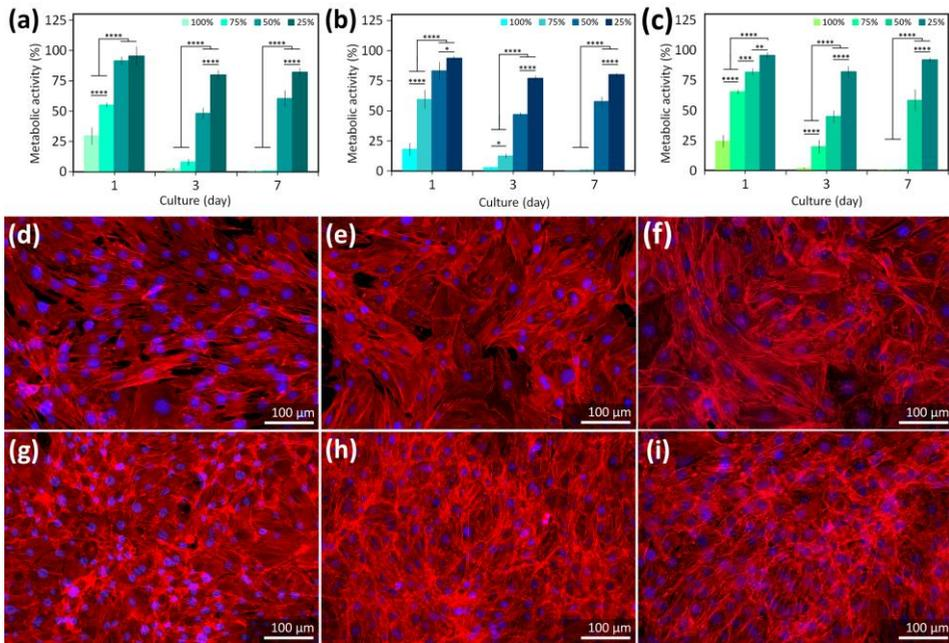 (a)
100% 75% 50% 25%
Metabolic activity (%)
125
100
75
50
25
0
**** **** ****
**** **** ****
1 3 7
Culture (day)
(b)
100% 75% 50% 25%
Metabolic activity (%)
125
100
75
50
25
0
**** **** ****
**** * * **** ****
1 3 7
Culture (day)
(c)
100% 75% 50% 25%
Metabolic activity (%)
125
100
75
50
25
0
**** **** ****
**** *** ** **** **** ****
1 3 7
Culture (day)
(d)
100 µm
(e)
100 µm
(f)
100 µm
(g)
100 µm
(h)
100 µm
(i)
100 µm